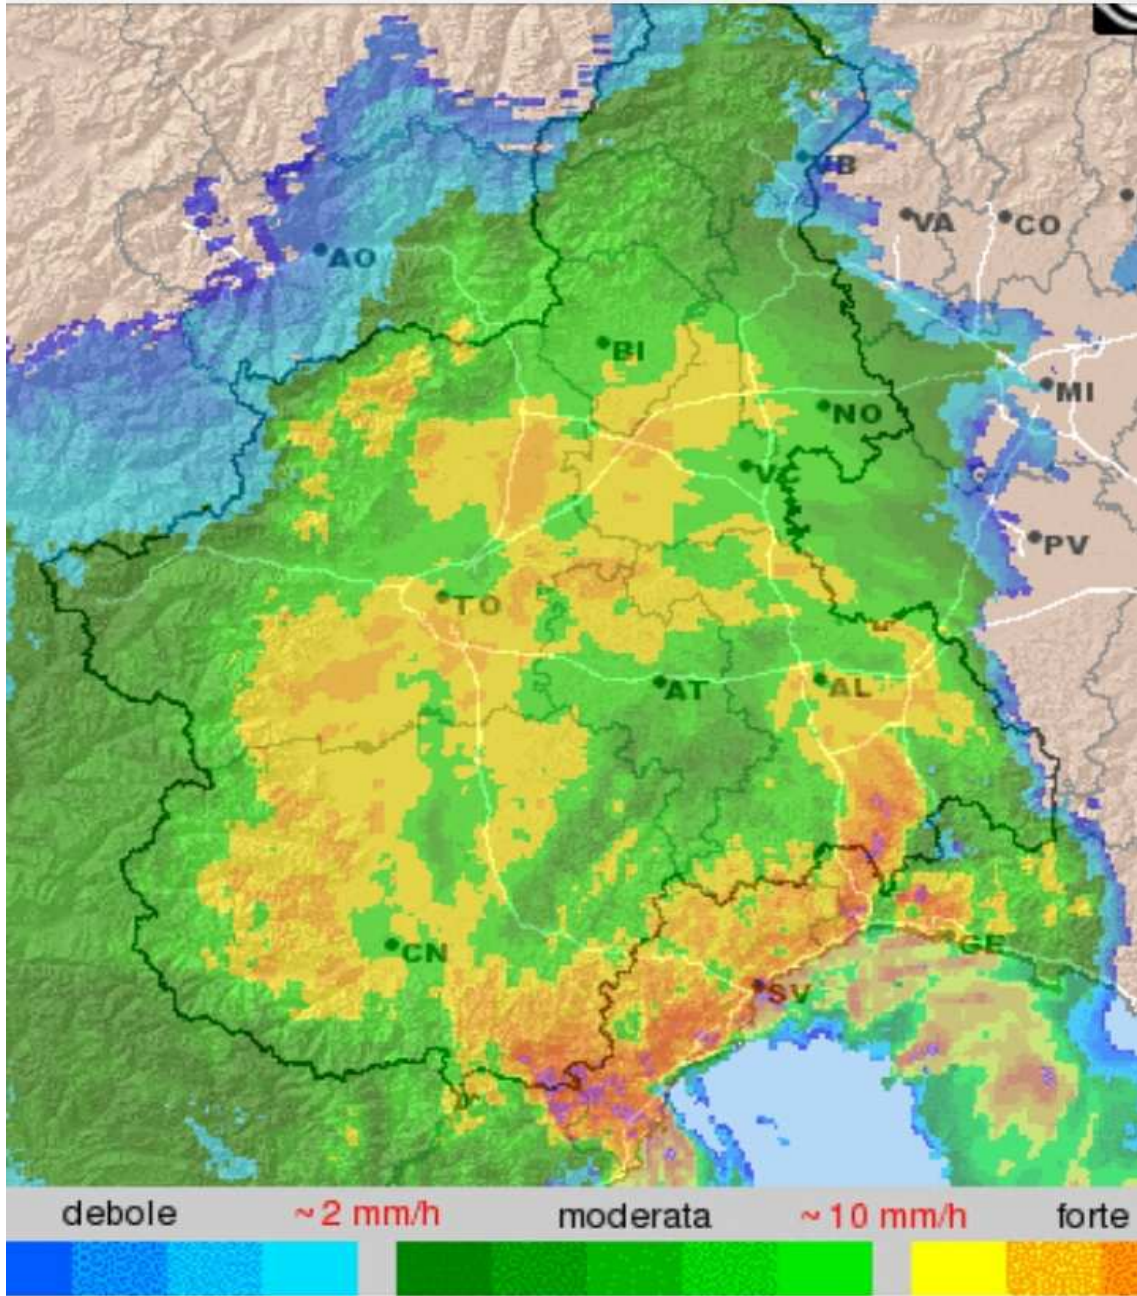 VB
VA
CO
AO
BI
MI
NO
VC
PV
TO
AT
AL
CN
GE
SV
debole ~2 mm/h moderata ~10 mm/h forte